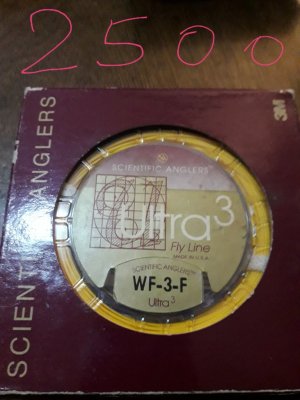 2500
SCIENTIFIC ANGLERS
3M
SCIENTIFIC ANGLERS
Ultra3
Fly Line
MADE IN U.S.A.
SCIENTIFIC ANGLERS
WF-3-F
Ultra3